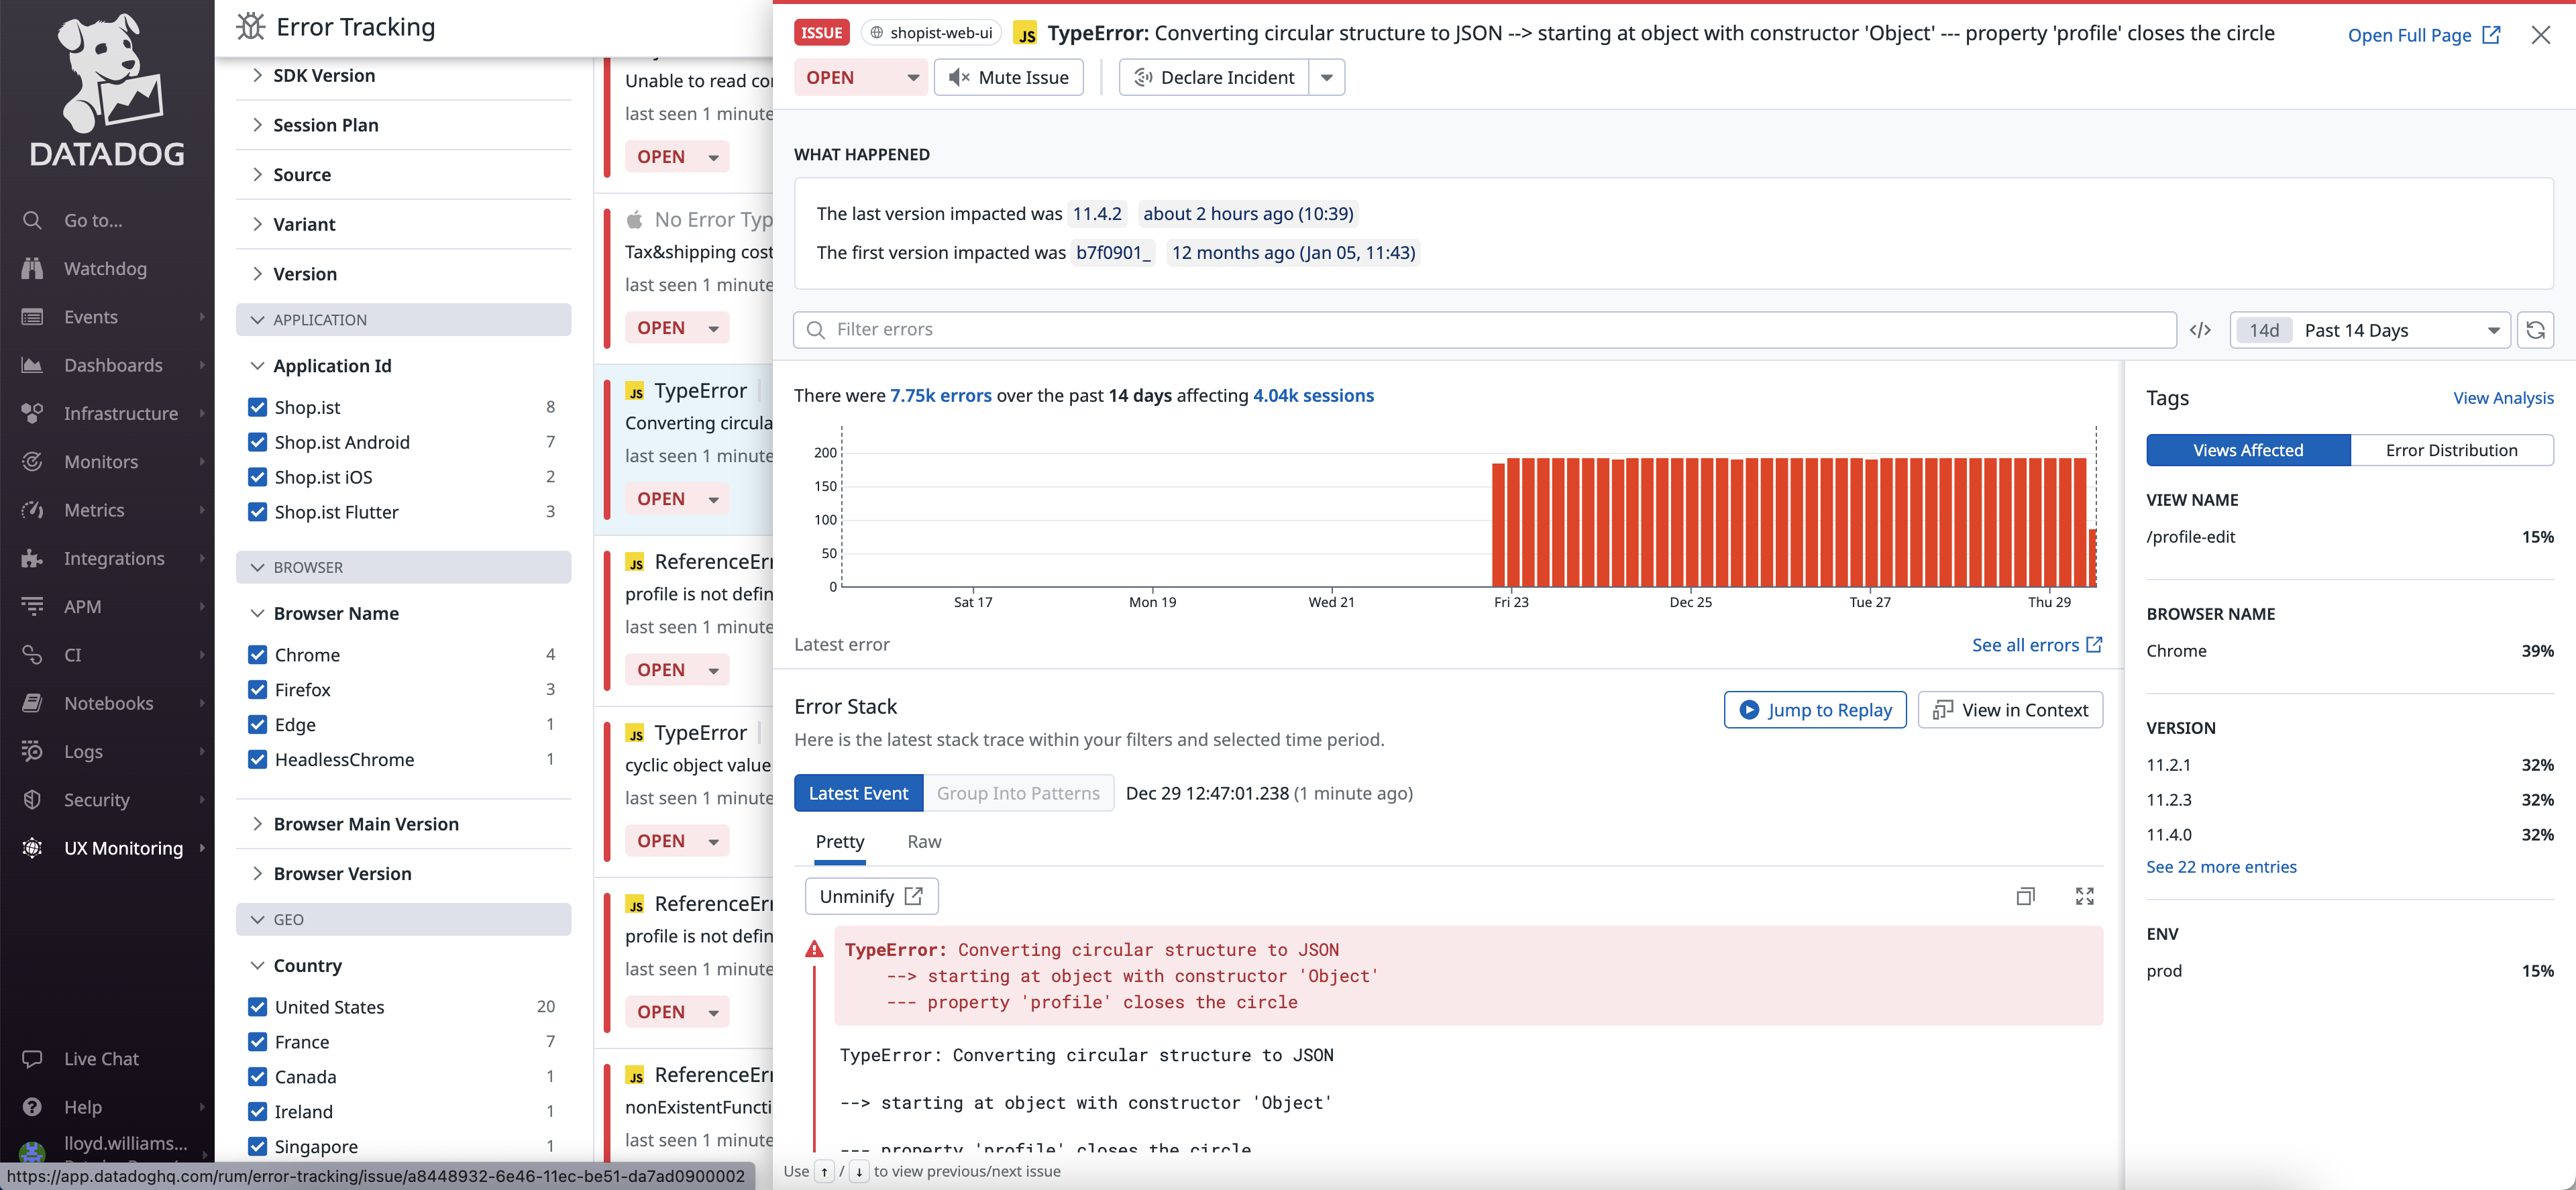 DATADOG
Go to...
Watchdog
Events
Dashboards
Infrastructure
Monitors
Metrics
Integrations
APM
CI
Notebooks
Logs
Security
UX Monitoring
Live Chat
Help
lloyd.williams...
Error Tracking
SDK Version
Session Plan
Source
Variant
Version
APPLICATION
Application Id
Shop.ist 8
Shop.ist Android 7
Shop.ist iOS 2
Shop.ist Flutter 3
BROWSER
Browser Name
Chrome 4
Firefox 3
Edge 1
HeadlessChrome 1
Browser Main Version
Browser Version
GEO
Country
United States 20
France 7
Canada 1
Ireland 1
Singapore 1
https://app.datadoghq.com/rum/error-tracking/issue/a8448932-6e46-11ec-be51-da7ad0900002
Unable to read cor
last seen 1 minute
OPEN
No Error Typ
Tax&shipping cost
last seen 1 minute
OPEN
JS TypeError
Converting circula
last seen 1 minute
OPEN
JS ReferenceErr
profile is not defin
last seen 1 minute
OPEN
JS TypeError
cyclic object value
last seen 1 minute
OPEN
JS ReferenceErr
profile is not defin
last seen 1 minute
OPEN
JS ReferenceErr
nonExistentFuncti
last seen 1 minute
ISSUE shopist-web-ui JS TypeError: Converting circular structure to JSON --> starting at object with constructor 'Object' --- property 'profile' closes the circle
Open Full Page
OPEN Mute Issue Declare Incident
WHAT HAPPENED
The last version impacted was 11.4.2 about 2 hours ago (10:39)
The first version impacted was b7f0901_ 12 months ago (Jan 05, 11:43)
Filter errors </> 14d Past 14 Days
There were 7.75k errors over the past 14 days affecting 4.04k sessions
200
150
100
50
0
Sat 17 Mon 19 Wed 21 Fri 23 Dec 25 Tue 27 Thu 29
Latest error See all errors
Error Stack Jump to Replay View in Context
Here is the latest stack trace within your filters and selected time period.
Latest Event Group Into Patterns Dec 29 12:47:01.238 (1 minute ago)
Pretty Raw
Unminify
TypeError: Converting circular structure to JSON
--> starting at object with constructor 'Object'
--- property 'profile' closes the circle
TypeError: Converting circular structure to JSON
--> starting at object with constructor 'Object'
--- property 'profile' closes the circle
Use ↑ / ↓ to view previous/next issue
Tags View Analysis
Views Affected Error Distribution
VIEW NAME
/profile-edit 15%
BROWSER NAME
Chrome 39%
VERSION
11.2.1 32%
11.2.3 32%
11.4.0 32%
See 22 more entries
ENV
prod 15%